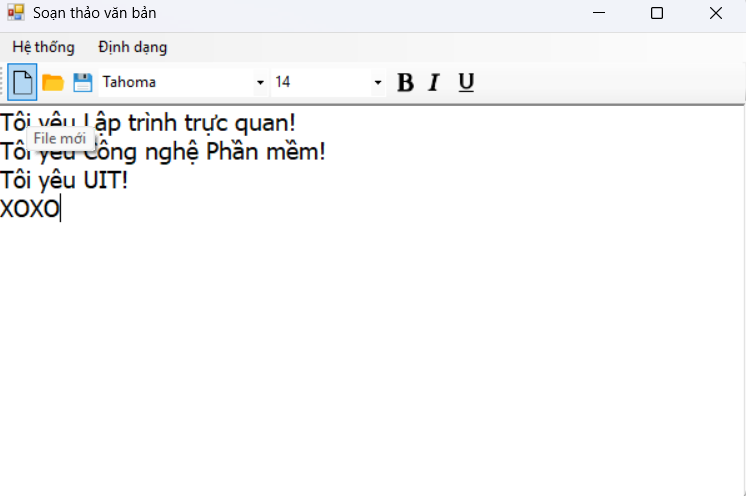 Soạn thảo văn bản
Hệ thống Định dạng
Tahoma 14 B I U
Tôi yêu Lập trình trực quan!
File mới
Tôi yêu Công nghệ Phần mềm!
Tôi yêu UIT!
XOXO